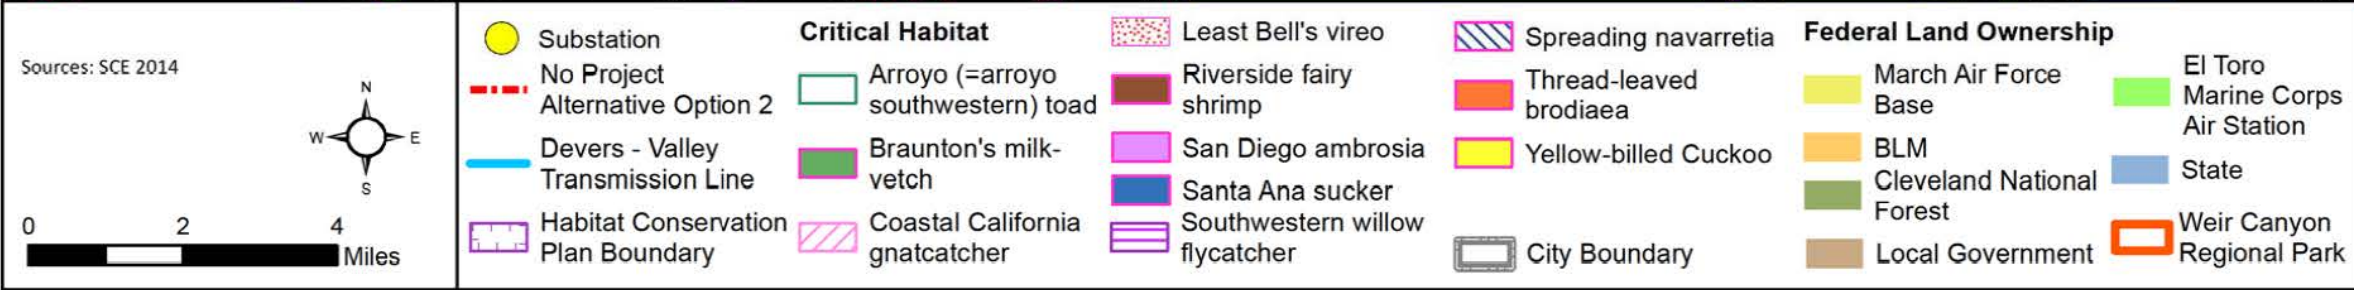 Sources: SCE 2014
N
W
E
S
0 2 4
Miles
Substation
No Project
Alternative Option 2
Devers - Valley
Transmission Line
Habitat Conservation
Plan Boundary
Critical Habitat
Arroyo (=arroyo
southwestern) toad
Braunton's milk-
vetch
Coastal California
gnatcatcher
Least Bell's vireo
Riverside fairy
shrimp
San Diego ambrosia
Santa Ana sucker
Southwestern willow
flycatcher
Spreading navarretia
Thread-leaved
brodiaea
Yellow-billed Cuckoo
City Boundary
Federal Land Ownership
March Air Force
Base
BLM
Cleveland National
Forest
Local Government
El Toro
Marine Corps
Air Station
State
Weir Canyon
Regional Park